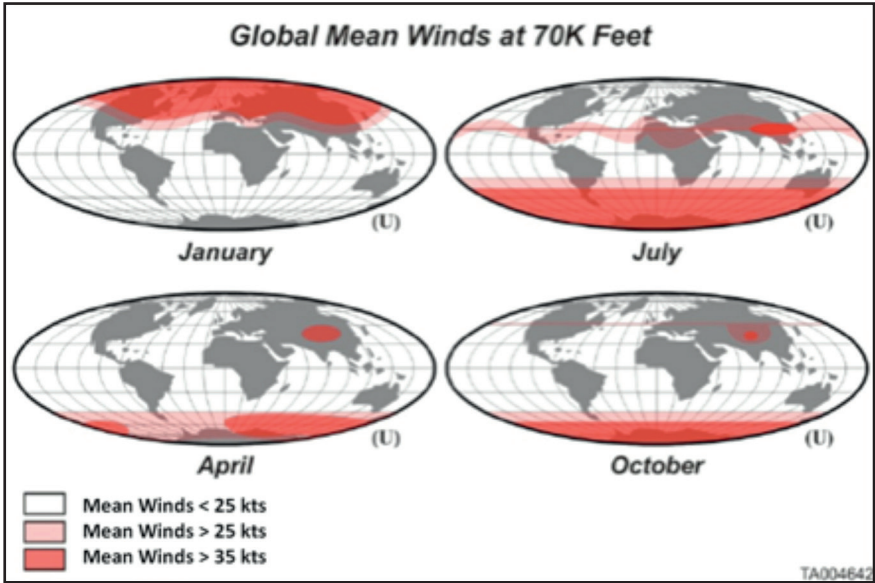 Global Mean Winds at 70K Feet
(U)
(U)
January
July
(U)
(U)
April
October
Mean Winds < 25 kts
Mean Winds > 25 kts
Mean Winds > 35 kts
TA004642